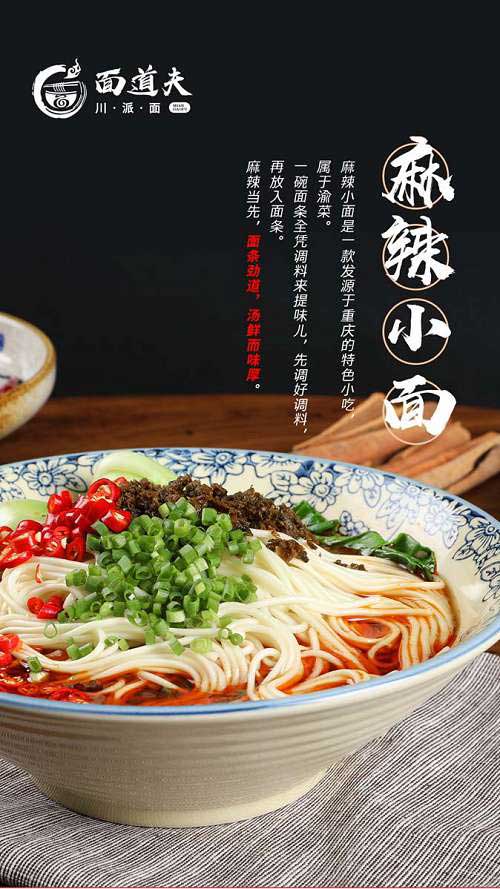 面道夫
川·派·面
麻辣小面
麻辣小面是一款发源于重庆的特色小吃，
属于渝菜。
一碗面条全凭调料来提味儿，先调好调料，
再放入面条。
麻辣当先，面条劲道，汤鲜而味厚。